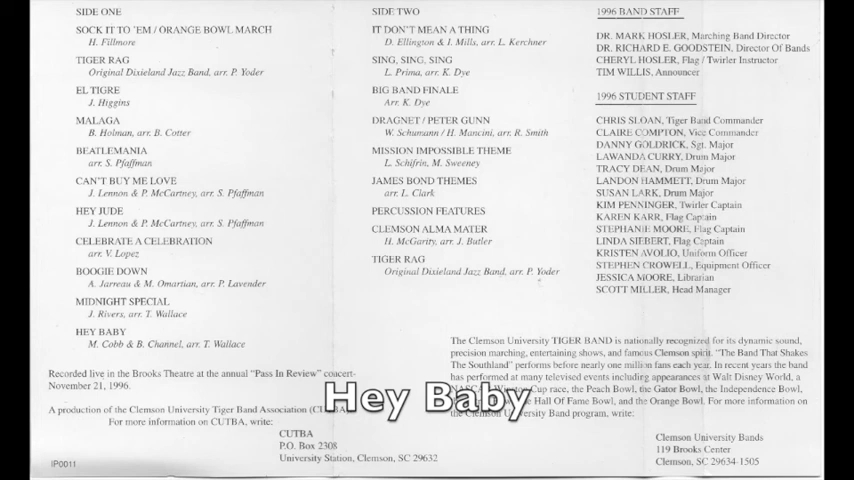 SIDE ONE
SOCK IT TO 'EM / ORANGE BOWL MARCH
H. Fillmore
TIGER RAG
Original Dixieland Jazz Band, arr. P. Yoder
EL TIGRE
J. Higgins
MALAGA
B. Holman, arr. B. Cotter
BEATLEMANIA
arr. S. Pfaffman
CAN'T BUY ME LOVE
J. Lennon & P. McCartney, arr. S. Pfaffman
HEY JUDE
J. Lennon & P. McCartney, arr. S. Pfaffman
CELEBRATE A CELEBRATION
arr. V. Lopez
BOOGIE DOWN
A. Jarreau & M. Omartian, arr. P. Lavender
MIDNIGHT SPECIAL
J. Rivers, arr. T. Wallace
HEY BABY
M. Cobb & B. Channel, arr. T. Wallace
Recorded live in the Brooks Theatre at the annual "Pass In Review" concert-
November 21, 1996.
A production of the Clemson University Tiger Band Association (CUTBA).
For more information on CUTBA, write:
CUTBA
P.O. Box 2308
University Station, Clemson, SC 29632
IP0011
SIDE TWO
IT DON'T MEAN A THING
D. Ellington & I. Mills, arr. L. Kerchner
SING, SING, SING
L. Prima, arr. K. Dye
BIG BAND FINALE
Arr. K. Dye
DRAGNET / PETER GUNN
W. Schumann / H. Mancini, arr. R. Smith
MISSION IMPOSSIBLE THEME
L. Schifrin, M. Sweeney
JAMES BOND THEMES
arr. L. Clark
PERCUSSION FEATURES
CLEMSON ALMA MATER
H. McGarity, arr. J. Butler
TIGER RAG
Original Dixieland Jazz Band, arr. P. Yoder
1996 BAND STAFF
DR. MARK HOSLER, Marching Band Director
DR. RICHARD E. GOODSTEIN, Director Of Bands
CHERYL HOSLER, Flag / Twirler Instructor
TIM WILLIS, Announcer
1996 STUDENT STAFF
CHRIS SLOAN, Tiger Band Commander
CLAIRE COMPTON, Vice Commander
DANNY GOLDRICK, Sgt. Major
LAWANDA CURRY, Drum Major
TRACY DEAN, Drum Major
LANDON HAMMETT, Drum Major
SUSAN LARK, Drum Major
KIM PENNINGER, Twirler Captain
KAREN KARR, Flag Captain
STEPHANIE MOORE, Flag Captain
LINDA SIEBERT, Flag Captain
KRISTEN AVOLIO, Uniform Officer
STEPHEN CROWELL, Equipment Officer
JESSICA MOORE, Librarian
SCOTT MILLER, Head Manager
The Clemson University TIGER BAND is nationally recognized for its dynamic sound,
precision marching, entertaining shows, and famous Clemson spirit. "The Band That Shakes
The Southland" performs before nearly one million fans each year. In recent years the band
has performed at many televised events including appearances at Walt Disney World, a
NASCAR Winston Cup race, the Peach Bowl, the Gator Bowl, the Independence Bowl,
the Hall Of Fame Bowl, and the Orange Bowl. For more information on
the Clemson University Band program, write:
Clemson University Bands
119 Brooks Center
Clemson, SC 29634-1505
Hey Baby